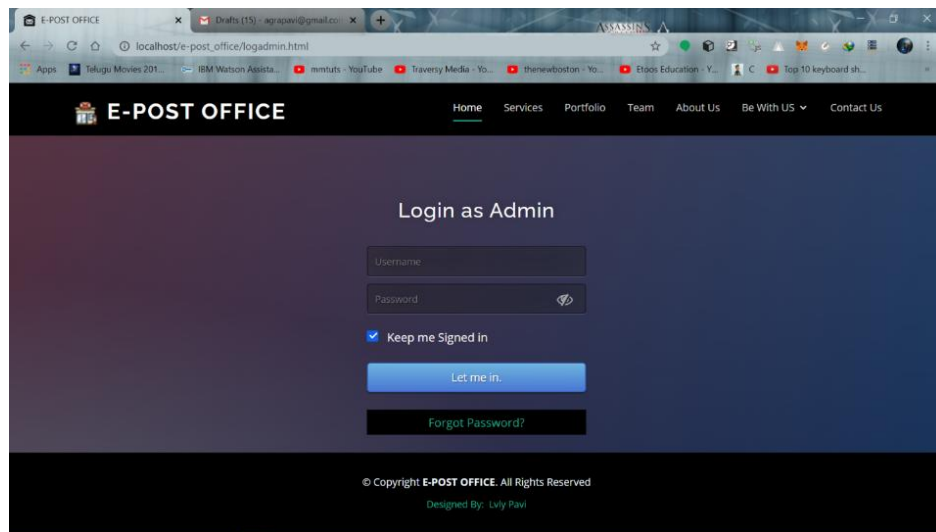 E-POST OFFICE
Drafts (15) - agrapavi@gmail.co
ASSASSINS
localhost/e-post_office/logadmin.html
Apps Telugu Movies 201... IBM Watson Assista... mmtuts - YouTube Traversy Media - Yo... thenewboston - Yo... Etoos Education - Y... C Top 10 keyboard sh...
E-POST OFFICE
Home Services Portfolio Team About Us Be With US Contact Us
Login as Admin
Username
Password
Keep me Signed in
Let me in.
Forgot Password?
© Copyright E-POST OFFICE. All Rights Reserved
Designed By: Lvly Pavi